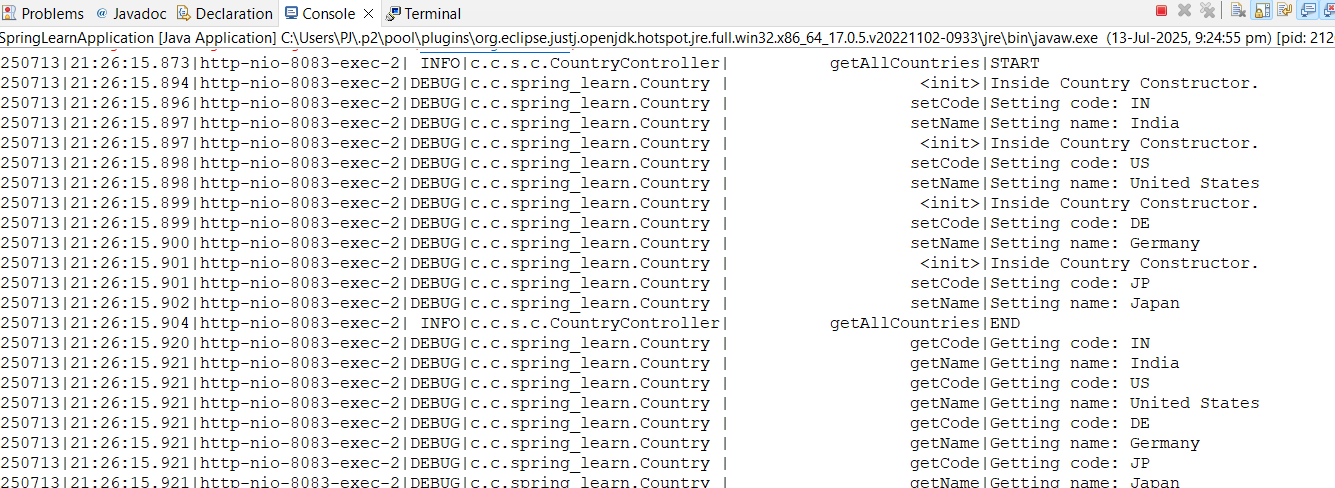 Problems @ Javadoc Declaration Console × Terminal
SpringLearnApplication [Java Application] C:\Users\PJ\.p2\pool\plugins\org.eclipse.justj.openjdk.hotspot.jre.full.win32.x86_64_17.0.5.v20221102-0933\jre\bin\javaw.exe (13-Jul-2025, 9:24:55 pm) [pid: 212
250713|21:26:15.873|http-nio-8083-exec-2| INFO|c.c.s.c.CountryController| getAllCountries|START
250713|21:26:15.894|http-nio-8083-exec-2|DEBUG|c.c.spring_learn.Country | <init>|Inside Country Constructor.
250713|21:26:15.896|http-nio-8083-exec-2|DEBUG|c.c.spring_learn.Country | setCode|Setting code: IN
250713|21:26:15.897|http-nio-8083-exec-2|DEBUG|c.c.spring_learn.Country | setName|Setting name: India
250713|21:26:15.897|http-nio-8083-exec-2|DEBUG|c.c.spring_learn.Country | <init>|Inside Country Constructor.
250713|21:26:15.898|http-nio-8083-exec-2|DEBUG|c.c.spring_learn.Country | setCode|Setting code: US
250713|21:26:15.898|http-nio-8083-exec-2|DEBUG|c.c.spring_learn.Country | setName|Setting name: United States
250713|21:26:15.899|http-nio-8083-exec-2|DEBUG|c.c.spring_learn.Country | <init>|Inside Country Constructor.
250713|21:26:15.899|http-nio-8083-exec-2|DEBUG|c.c.spring_learn.Country | setCode|Setting code: DE
250713|21:26:15.900|http-nio-8083-exec-2|DEBUG|c.c.spring_learn.Country | setName|Setting name: Germany
250713|21:26:15.901|http-nio-8083-exec-2|DEBUG|c.c.spring_learn.Country | <init>|Inside Country Constructor.
250713|21:26:15.901|http-nio-8083-exec-2|DEBUG|c.c.spring_learn.Country | setCode|Setting code: JP
250713|21:26:15.902|http-nio-8083-exec-2|DEBUG|c.c.spring_learn.Country | setName|Setting name: Japan
250713|21:26:15.904|http-nio-8083-exec-2| INFO|c.c.s.c.CountryController| getAllCountries|END
250713|21:26:15.920|http-nio-8083-exec-2|DEBUG|c.c.spring_learn.Country | getCode|Getting code: IN
250713|21:26:15.921|http-nio-8083-exec-2|DEBUG|c.c.spring_learn.Country | getName|Getting name: India
250713|21:26:15.921|http-nio-8083-exec-2|DEBUG|c.c.spring_learn.Country | getCode|Getting code: US
250713|21:26:15.921|http-nio-8083-exec-2|DEBUG|c.c.spring_learn.Country | getName|Getting name: United States
250713|21:26:15.921|http-nio-8083-exec-2|DEBUG|c.c.spring_learn.Country | getCode|Getting code: DE
250713|21:26:15.921|http-nio-8083-exec-2|DEBUG|c.c.spring_learn.Country | getName|Getting name: Germany
250713|21:26:15.921|http-nio-8083-exec-2|DEBUG|c.c.spring_learn.Country | getCode|Getting code: JP
250713|21:26:15.921|http-nio-8083-exec-2|DEBUG|c.c.spring_learn.Country | getName|Getting name: Japan